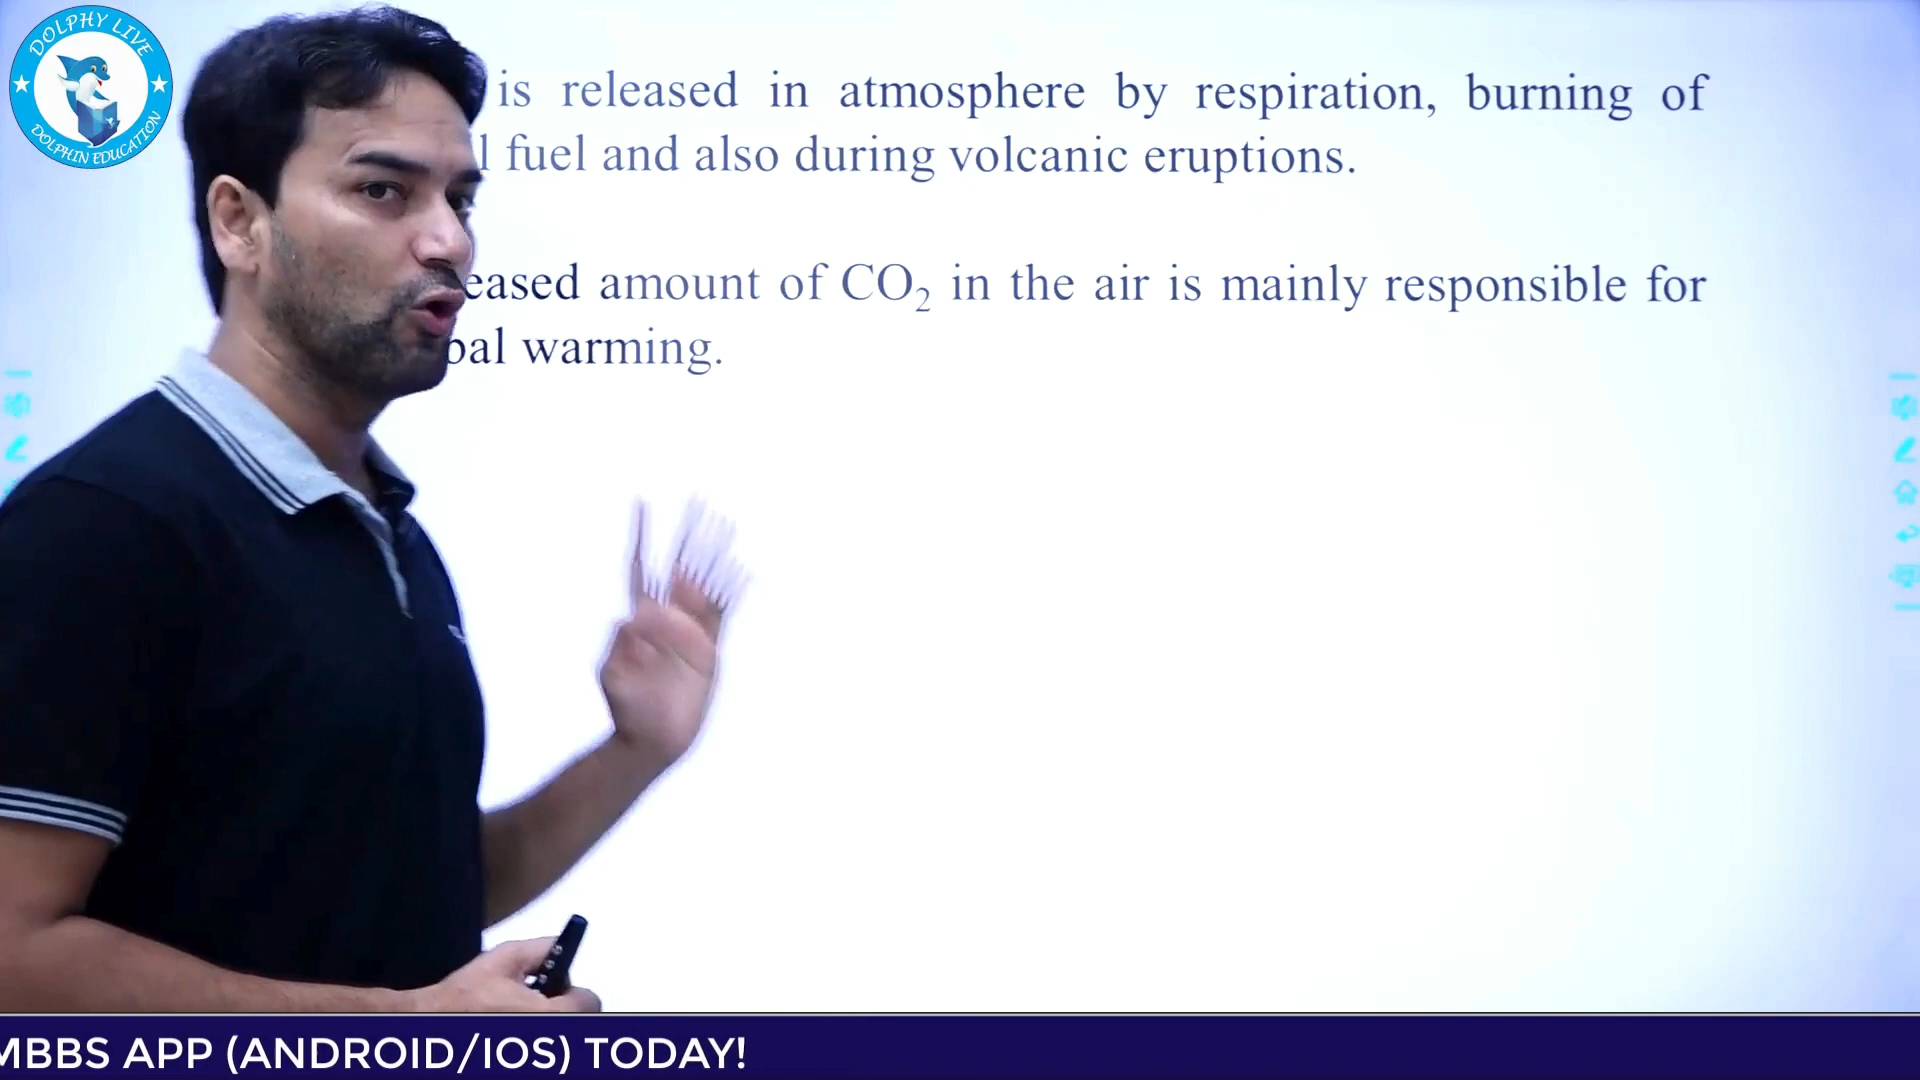 DOLPHY LIVE
DOLPHIN EDUCATION
is released in atmosphere by respiration, burning of
l fuel and also during volcanic eruptions.
eased amount of CO₂ in the air is mainly responsible for
bal warming.
MBBS APP (ANDROID/IOS) TODAY!